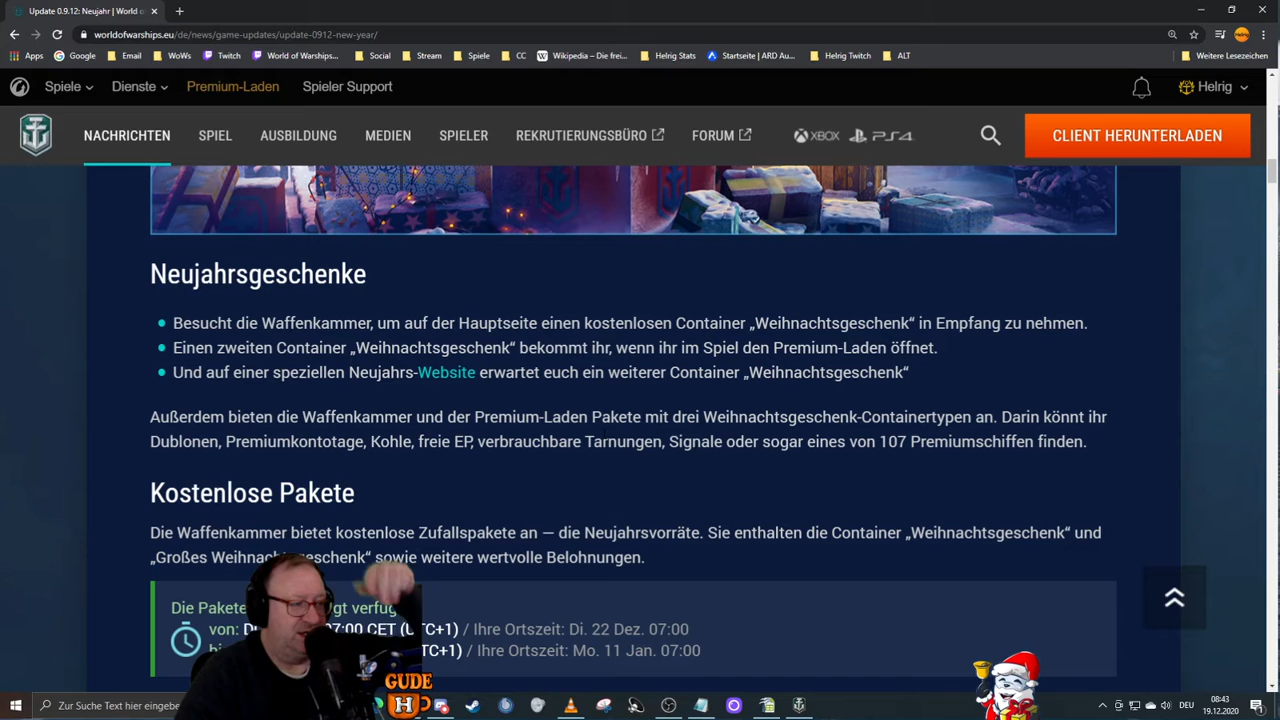 Update 0.9.12: Neujahr | World o
worldofwarships.eu/de/news/game-updates/update-0912-new-year/
Apps Google Email WoWs Twitch World of Warships... Social Stream Spiele CC Wikipedia – Die frei... Helrig Stats Startseite | ARD Au... Helrig Twitch ALT Weitere Lesezeichen
Spiele Dienste Premium-Laden Spieler Support Helrig
NACHRICHTEN SPIEL AUSBILDUNG MEDIEN SPIELER REKRUTIERUNGSBÜRO FORUM XBOX PS4 CLIENT HERUNTERLADEN
Neujahrsgeschenke
Besucht die Waffenkammer, um auf der Hauptseite einen kostenlosen Container „Weihnachtsgeschenk“ in Empfang zu nehmen.
Einen zweiten Container „Weihnachtsgeschenk“ bekommt ihr, wenn ihr im Spiel den Premium-Laden öffnet.
Und auf einer speziellen Neujahrs-Website erwartet euch ein weiterer Container „Weihnachtsgeschenk“
Außerdem bieten die Waffenkammer und der Premium-Laden Pakete mit drei Weihnachtsgeschenk-Containertypen an. Darin könnt ihr
Dublonen, Premiumkontotage, Kohle, freie EP, verbrauchbare Tarnungen, Signale oder sogar eines von 107 Premiumschiffen finden.
Kostenlose Pakete
Die Waffenkammer bietet kostenlose Zufallspakete an — die Neujahrsvorräte. Sie enthalten die Container „Weihnachtsgeschenk“ und
„Großes Weihnachtsgeschenk“ sowie weitere wertvolle Belohnungen.
Die Pakete
von: 07:00 CET (UTC+1) / Ihre Ortszeit: Di. 22 Dez. 07:00
/ Ihre Ortszeit: Mo. 11 Jan. 07:00
GUDE
H
Zur Suche Text hier eingebe
DEU
08:43
19.12.2020